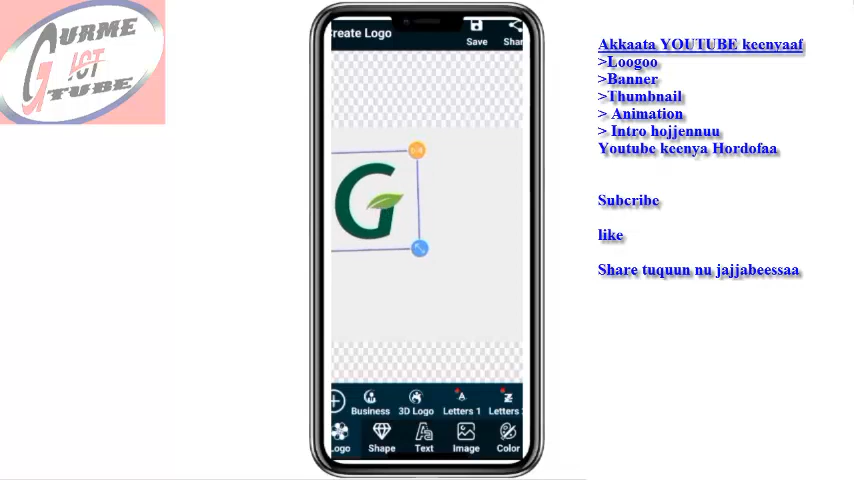 GURME
ICT
TUBE
Create Logo
Save
Shar
G
Business
3D Logo
Letters 1
Letters
Logo
Shape
Text
Image
Color
Akkaata YOUTUBE keenyaaf
>Loogoo
>Banner
>Thumbnail
> Animation
> Intro hojjennuu
Youtube keenya Hordofaa
Subcribe
like
Share tuquun nu jajjabeessaa